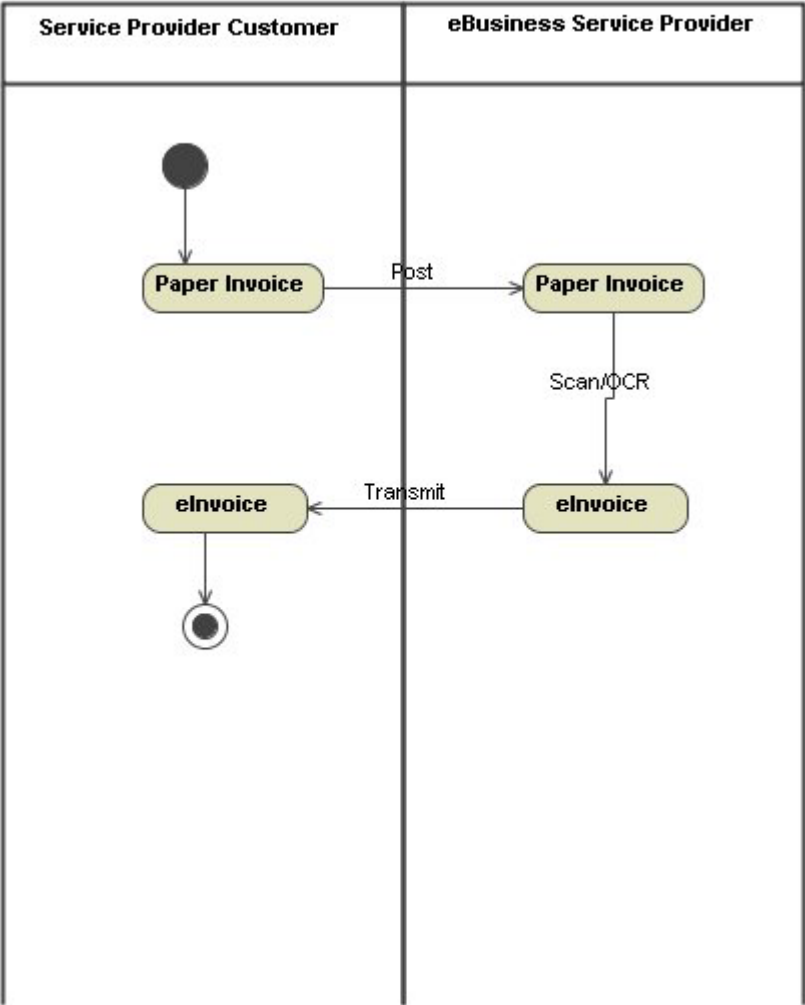 Service Provider Customer
eBusiness Service Provider
Paper Invoice
Post
Paper Invoice
Scan/OCR
eInvoice
Transmit
eInvoice